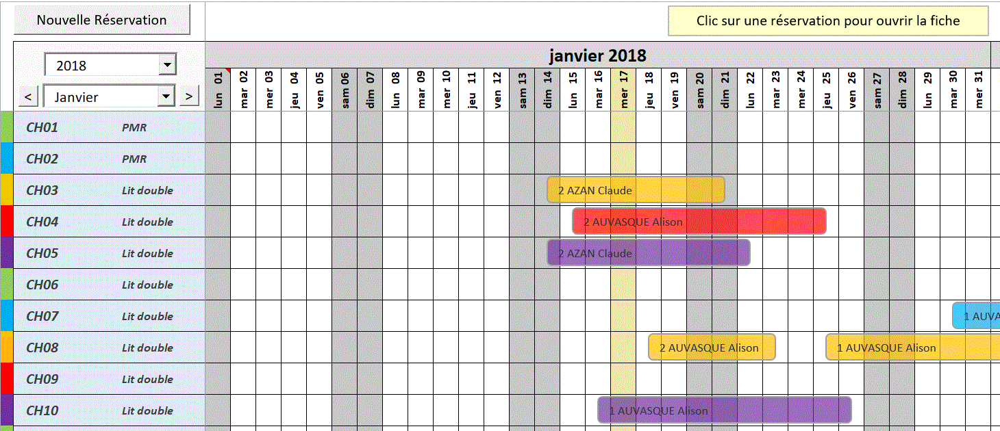 Nouvelle Réservation
Clic sur une réservation pour ouvrir la fiche
2018
janvier 2018
< Janvier >
lun 01 mar 02 mer 03 jeu 04 ven 05 sam 06 dim 07 lun 08 mar 09 mer 10 jeu 11 ven 12 sam 13 dim 14 lun 15 mar 16 mer 17 jeu 18 ven 19 sam 20 dim 21 lun 22 mar 23 mer 24 jeu 25 ven 26 sam 27 dim 28 lun 29 mar 30 mer 31
CH01 PMR
CH02 PMR
CH03 Lit double 2 AZAN Claude
CH04 Lit double 2 AUVASQUE Alison
CH05 Lit double 2 AZAN Claude
CH06 Lit double
CH07 Lit double 1 AUVA
CH08 Lit double 2 AUVASQUE Alison 1 AUVASQUE Alison
CH09 Lit double
CH10 Lit double 1 AUVASQUE Alison